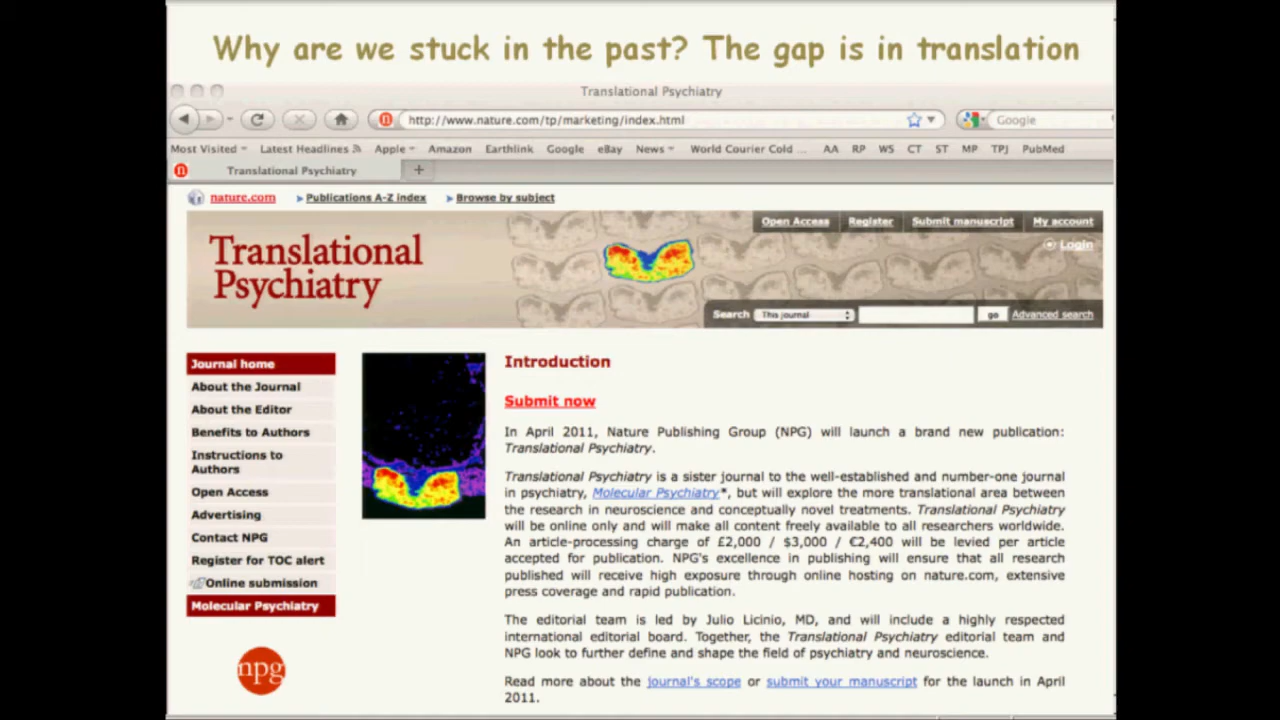 Why are we stuck in the past? The gap is in translation
Translational Psychiatry
http://www.nature.com/tp/marketing/index.html
Google
Most Visited Latest Headlines Apple Amazon Earthlink Google eBay News World Courier Cold ... AA RP WS CT ST MP TPJ PubMed
Translational Psychiatry +
nature.com Publications A-Z index Browse by subject
Open Access Register Submit manuscript My account
Login
Translational
Psychiatry
Search This journal go Advanced search
Journal home
About the Journal
About the Editor
Benefits to Authors
Instructions to
Authors
Open Access
Advertising
Contact NPG
Register for TOC alert
Online submission
Molecular Psychiatry
npg
Introduction
Submit now
In April 2011, Nature Publishing Group (NPG) will launch a brand new publication:
Translational Psychiatry.
Translational Psychiatry is a sister journal to the well-established and number-one journal
in psychiatry, Molecular Psychiatry*, but will explore the more translational area between
the research in neuroscience and conceptually novel treatments. Translational Psychiatry
will be online only and will make all content freely available to all researchers worldwide.
An article-processing charge of £2,000 / $3,000 / €2,400 will be levied per article
accepted for publication. NPG's excellence in publishing will ensure that all research
published will receive high exposure through online hosting on nature.com, extensive
press coverage and rapid publication.
The editorial team is led by Julio Licinio, MD, and will include a highly respected
international editorial board. Together, the Translational Psychiatry editorial team and
NPG look to further define and shape the field of psychiatry and neuroscience.
Read more about the journal's scope or submit your manuscript for the launch in April
2011.